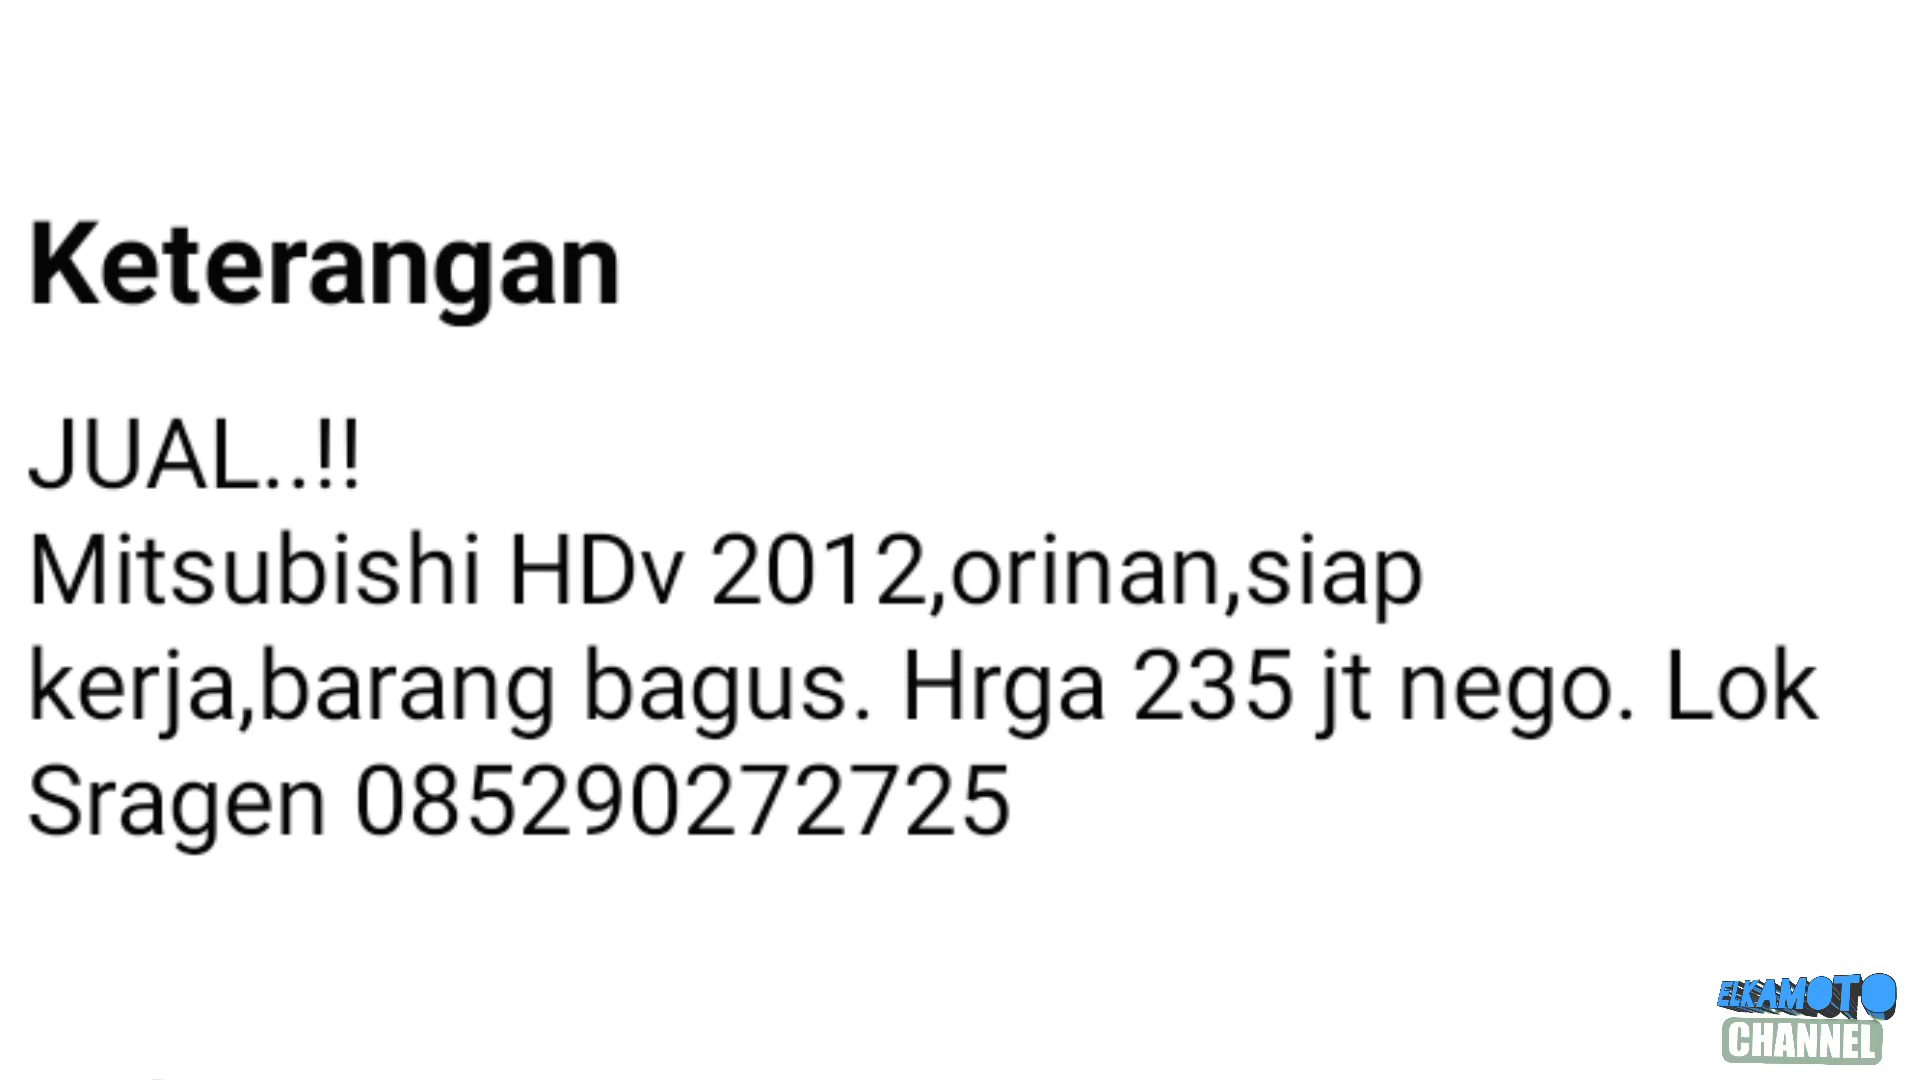 Keterangan
JUAL..!!
Mitsubishi HDv 2012,orinan,siap
kerja,barang bagus. Hrga 235 jt nego. Lok
Sragen 085290272725
ELKAMOTO
CHANNEL